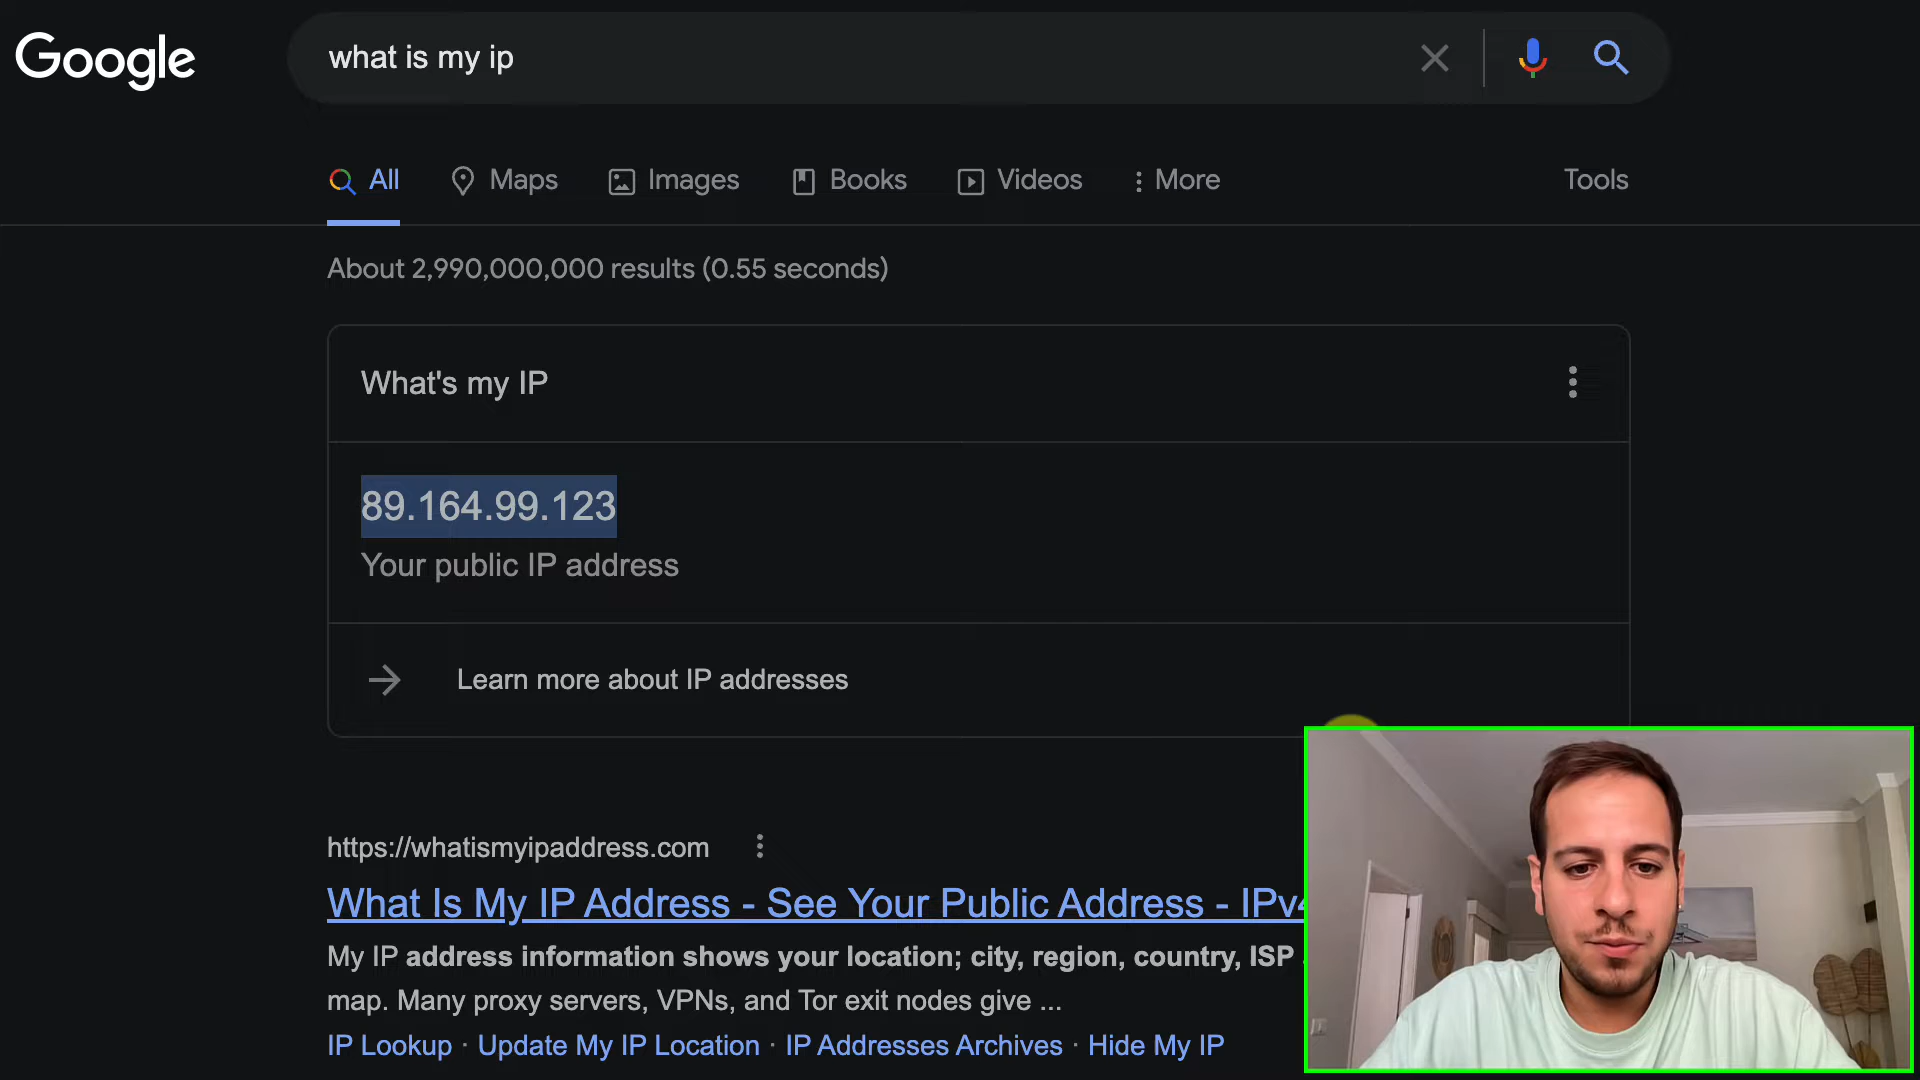 Google
what is my ip
All
Maps
Images
Books
Videos
More
Tools
About 2,990,000,000 results (0.55 seconds)
What's my IP
89.164.99.123
Your public IP address
Learn more about IP addresses
https://whatismyipaddress.com
What Is My IP Address - See Your Public Address - IPv4
My IP address information shows your location; city, region, country, ISP
map. Many proxy servers, VPNs, and Tor exit nodes give ...
IP Lookup · Update My IP Location · IP Addresses Archives · Hide My IP